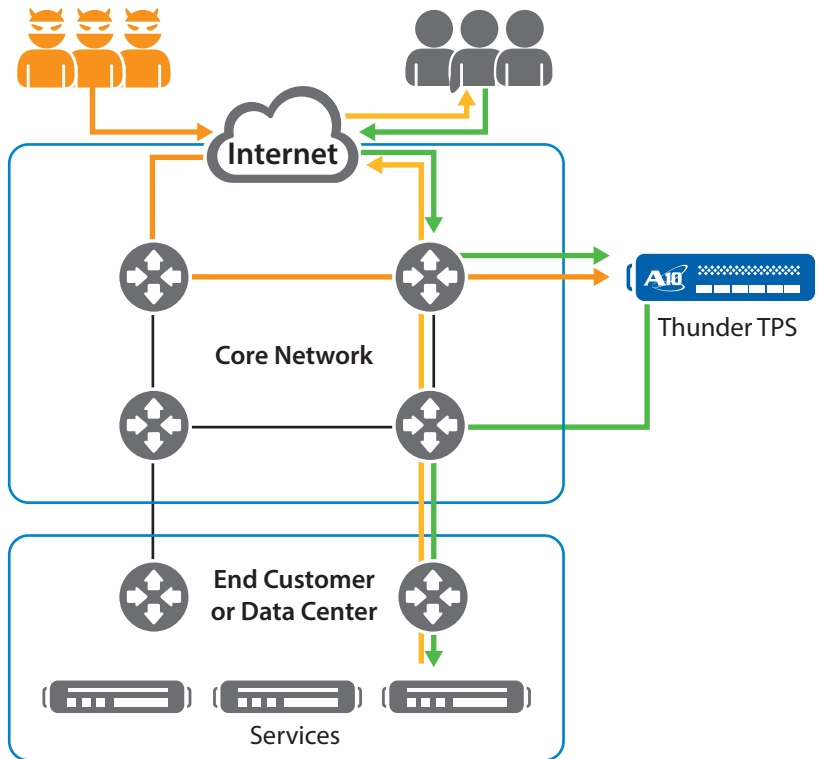 Internet
A10
Thunder TPS
Core Network
End Customer
or Data Center
Services